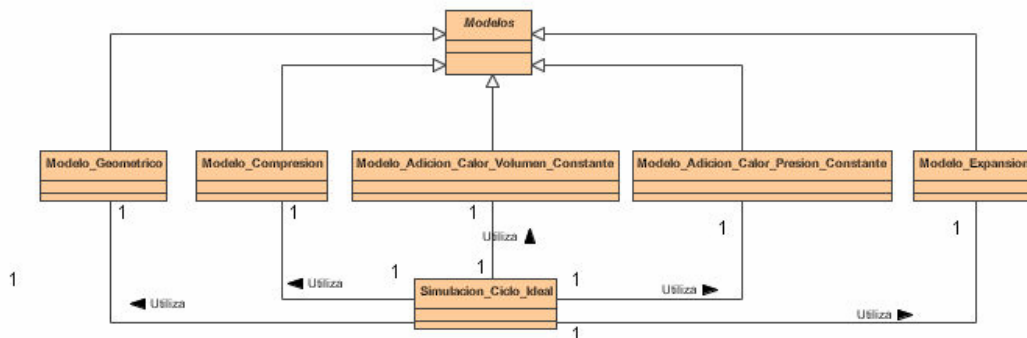 Modelos
Modelo_Geometrico Modelo_Compresion Modelo_Adicion_Calor_Volumen_Constante Modelo_Adicion_Calor_Presion_Constante Modelo_Expansion
1 1 1 1 1
Utiliza
1 1 1 1
Utiliza Simulacion_Ciclo_Ideal Utiliza
Utiliza Utiliza
1